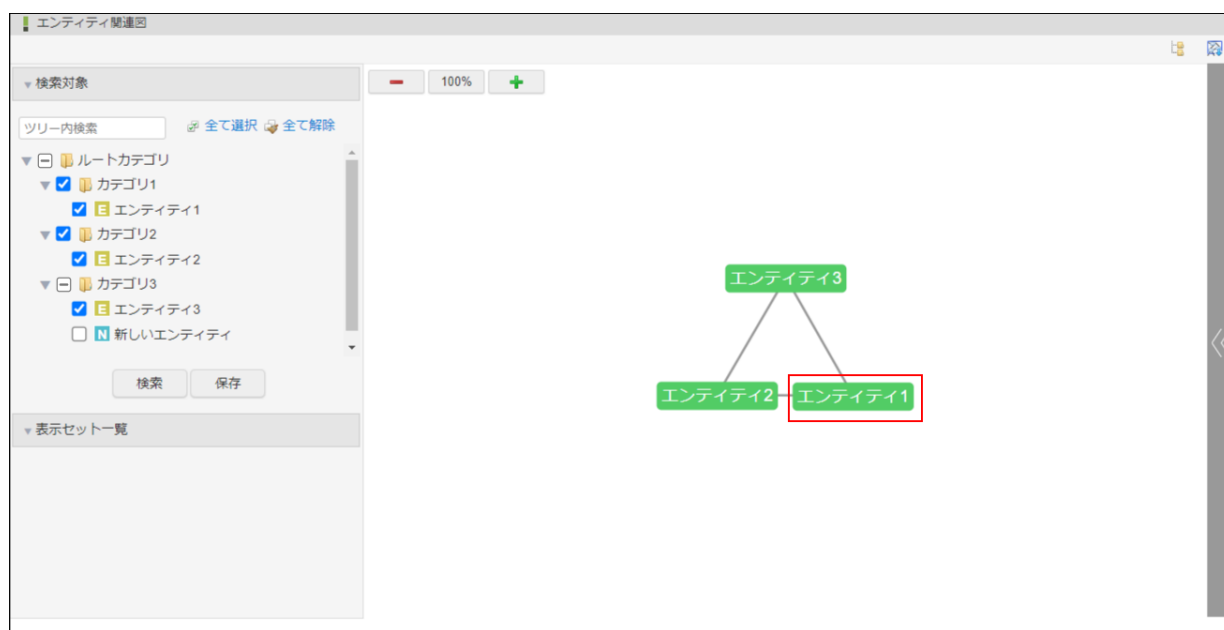 エンティティ関連図
検索対象
100%
ツリー内検索
全て選択 全て解除
ルートカテゴリ
カテゴリ1
E エンティティ1
カテゴリ2
E エンティティ2
カテゴリ3
E エンティティ3
N 新しいエンティティ
検索 保存
表示セット一覧
エンティティ3
エンティティ2 エンティティ1